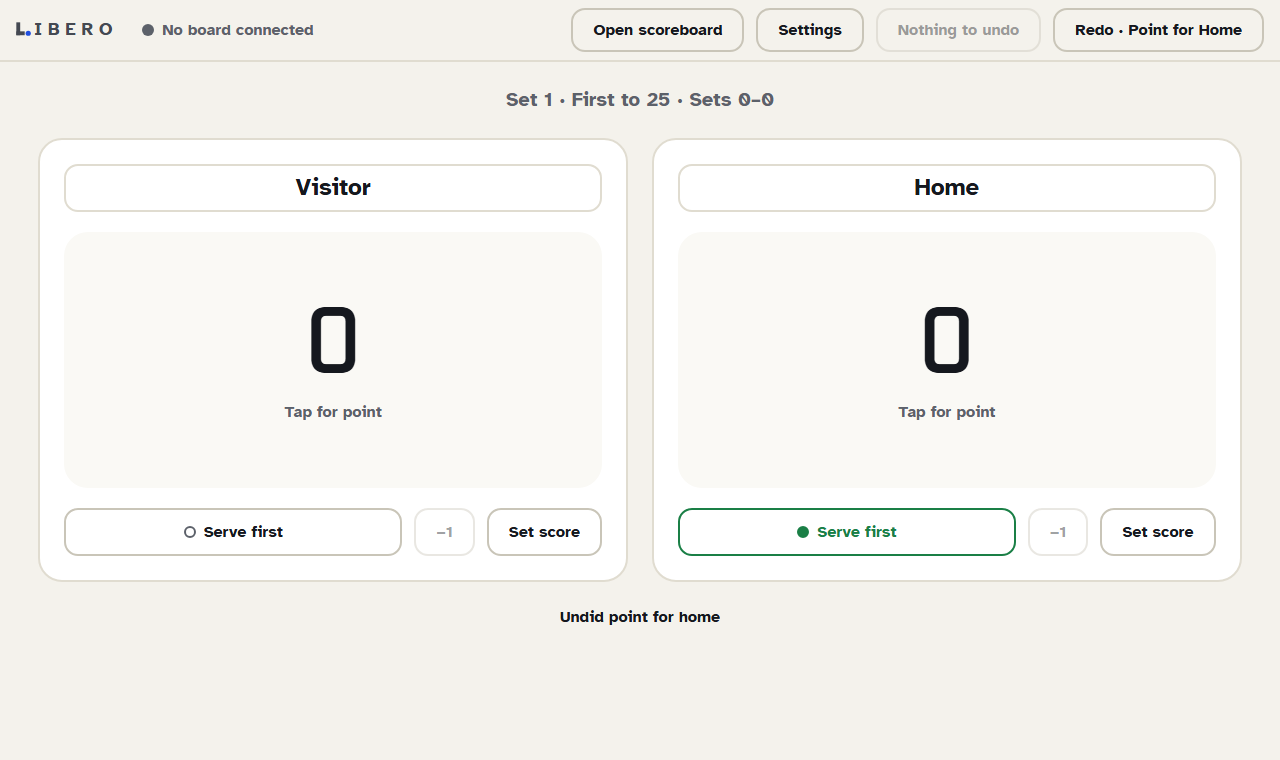 L.IBERO
No board connected
Open scoreboard
Settings
Nothing to undo
Redo · Point for Home
Set 1 · First to 25 · Sets 0–0
Visitor
0
Tap for point
Serve first
–1
Set score
Home
0
Tap for point
Serve first
–1
Set score
Undid point for home